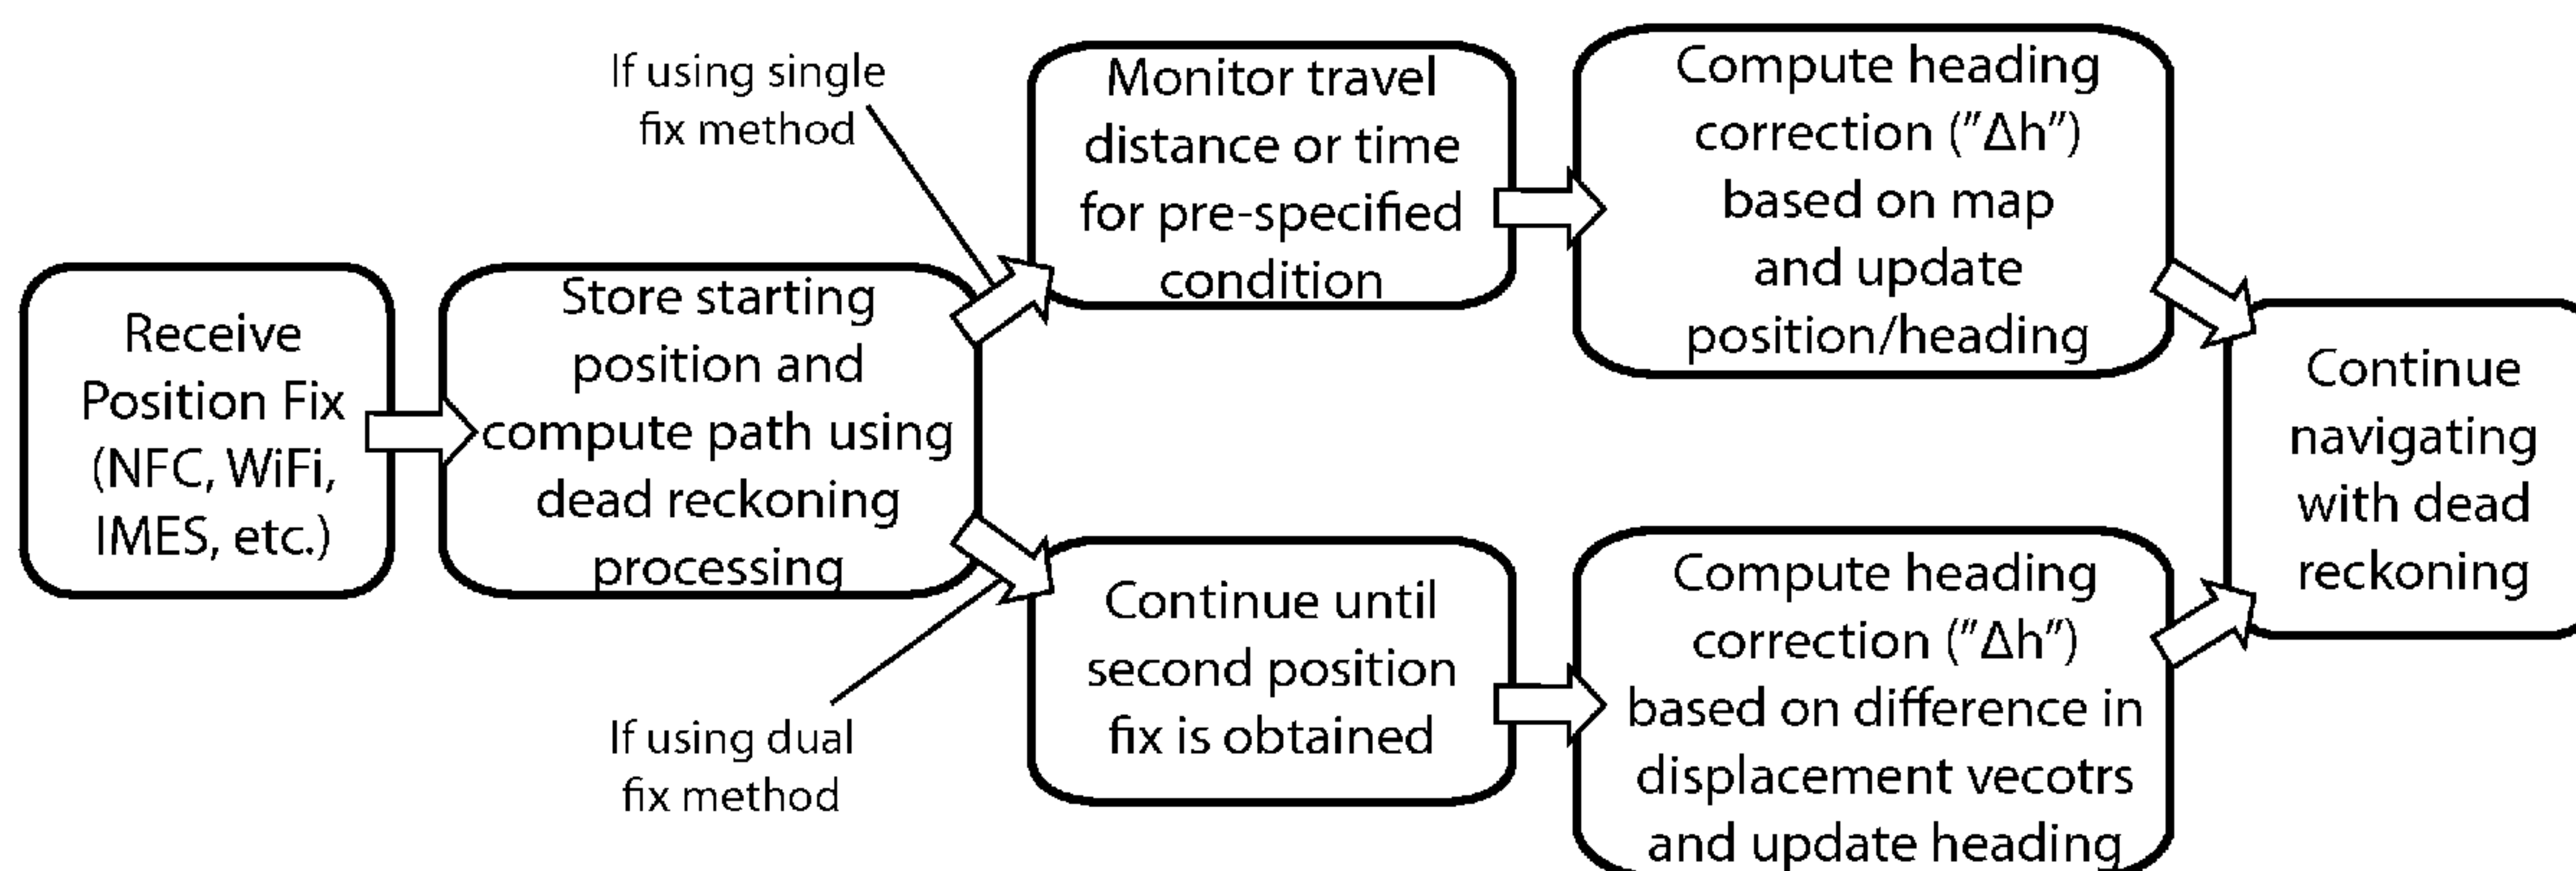 Receive
Position Fix
(NFC, WiFi,
IMES, etc.)
Store starting
position and
compute path using
dead reckoning
processing
If using single
fix method
Monitor travel
distance or time
for pre-specified
condition
Compute heading
correction ("Δh")
based on map
and update
position/heading
If using dual
fix method
Continue until
second position
fix is obtained
Compute heading
correction ("Δh")
based on difference in
displacement vecotrs
and update heading
Continue
navigating
with dead
reckoning